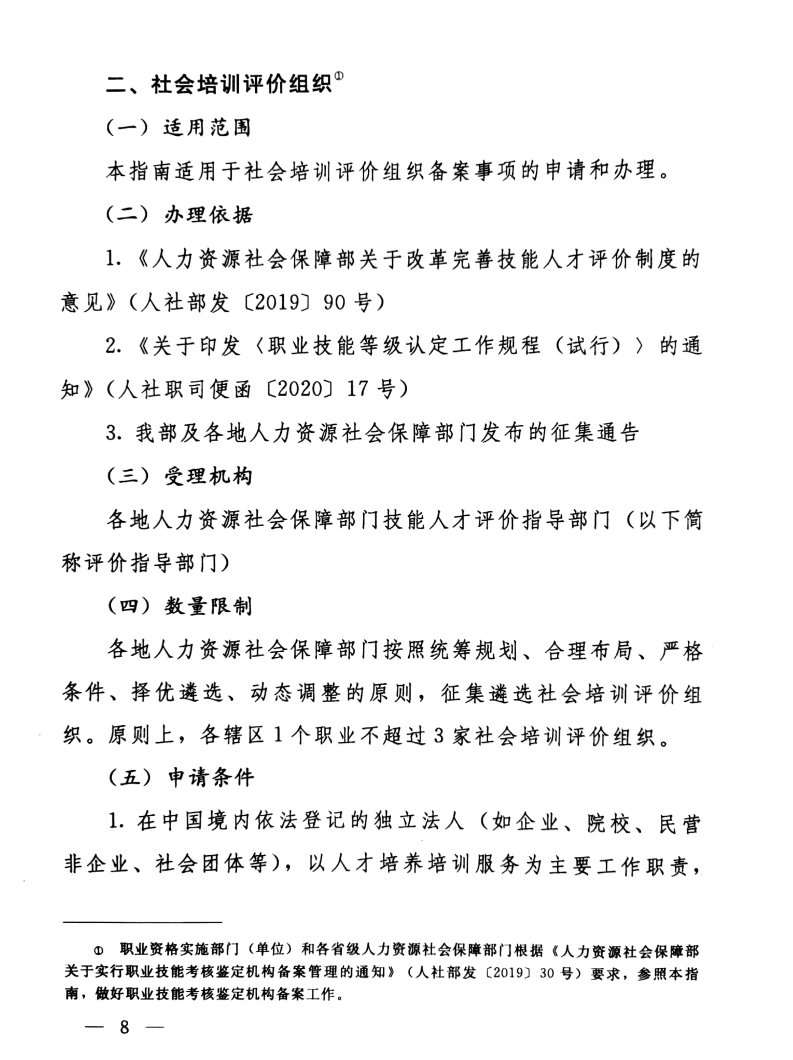 二、社会培训评价组织①
（一）适用范围
本指南适用于社会培训评价组织备案事项的申请和办理。
（二）办理依据
1.《人力资源社会保障部关于改革完善技能人才评价制度的
意见》（人社部发〔2019〕90 号）
2.《关于印发〈职业技能等级认定工作规程（试行）〉的通
知》（人社职司便函〔2020〕17 号）
3. 我部及各地人力资源社会保障部门发布的征集通告
（三）受理机构
各地人力资源社会保障部门技能人才评价指导部门（以下简
称评价指导部门）
（四）数量限制
各地人力资源社会保障部门按照统筹规划、合理布局、严格
条件、择优遴选、动态调整的原则，征集遴选社会培训评价组
织。原则上，各辖区 1 个职业不超过 3 家社会培训评价组织。
（五）申请条件
1. 在中国境内依法登记的独立法人（如企业、院校、民营
非企业、社会团体等），以人才培养培训服务为主要工作职责，
① 职业资格实施部门（单位）和各省级人力资源社会保障部门根据《人力资源社会保障部
关于实行职业技能考核鉴定机构备案管理的通知》（人社部发〔2019〕30 号）要求，参照本指
南，做好职业技能考核鉴定机构备案工作。
— 8 —